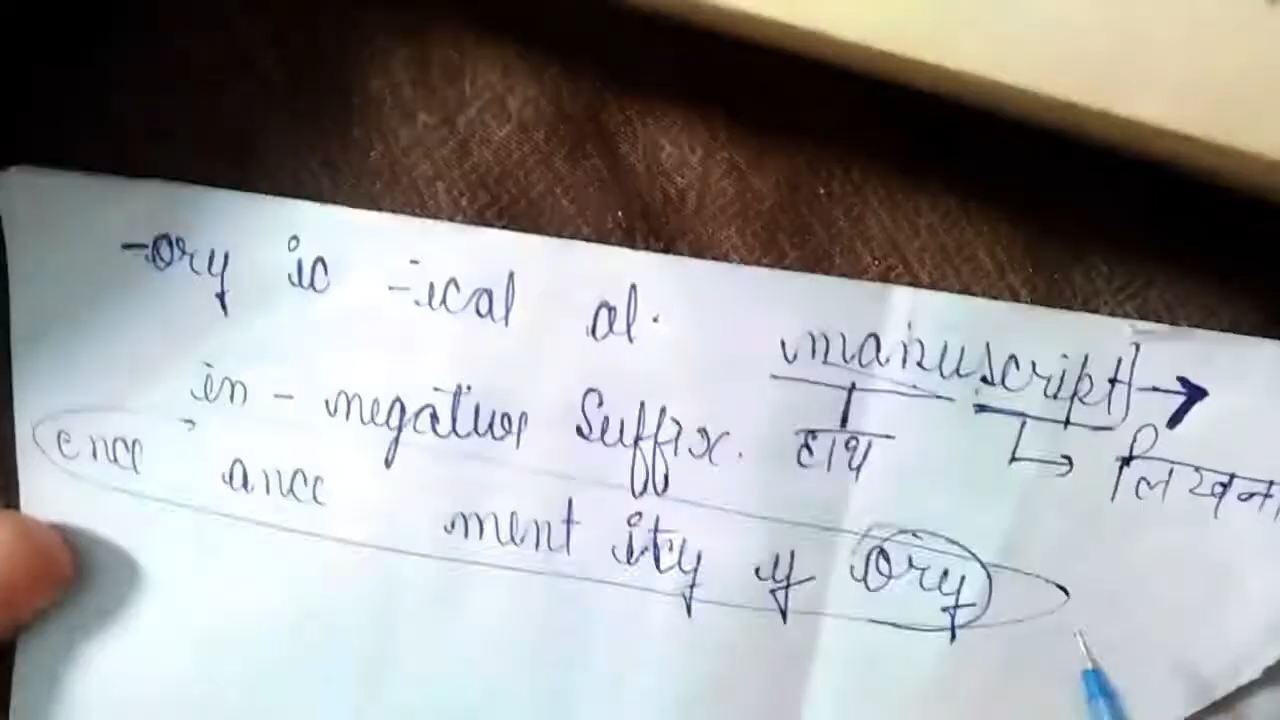 -ory ic -ical al.
manuscript →
in - negative Suffix. हाथ → लिखना
ence ance ment ity y ory